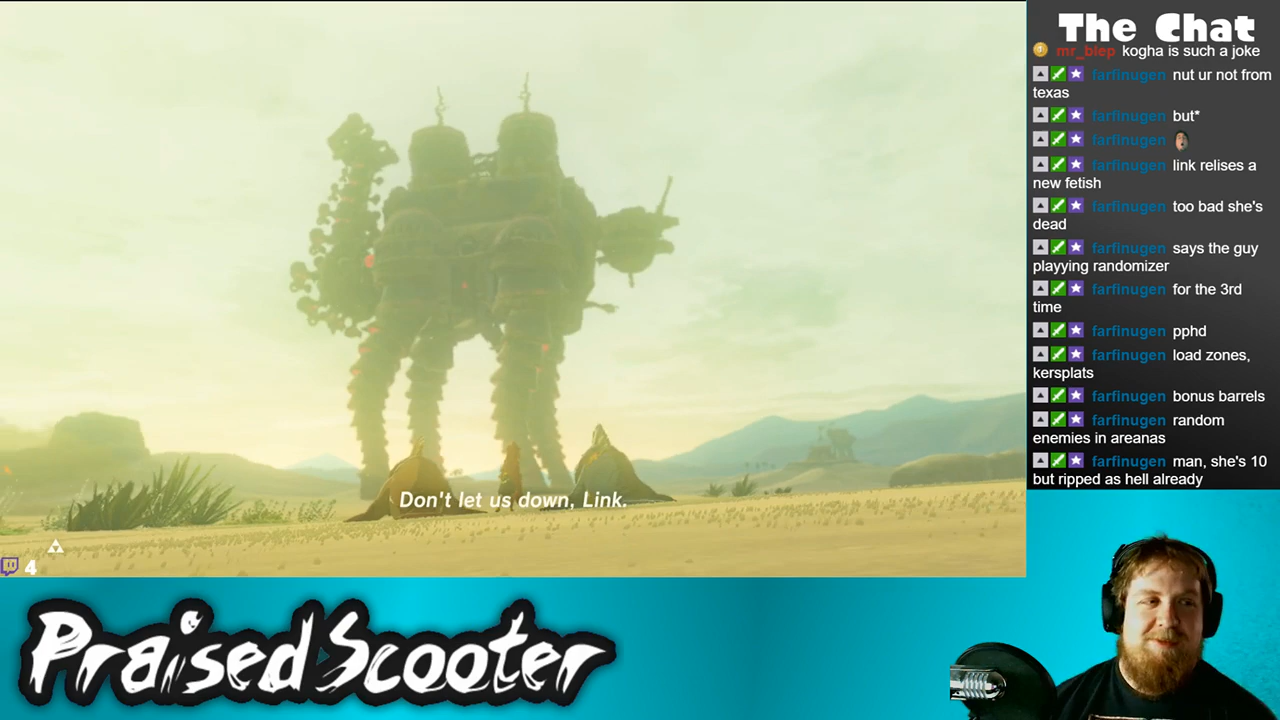 The Chat
mr_blep kogha is such a joke
farfinugen nut ur not from
texas
farfinugen but*
farfinugen
farfinugen link relises a
new fetish
farfinugen too bad she's
dead
farfinugen says the guy
playying randomizer
farfinugen for the 3rd
time
farfinugen pphd
farfinugen load zones,
kersplats
farfinugen bonus barrels
farfinugen random
enemies in areanas
farfinugen man, she's 10
but ripped as hell already
Don't let us down, Link.
4
PraisedScooter